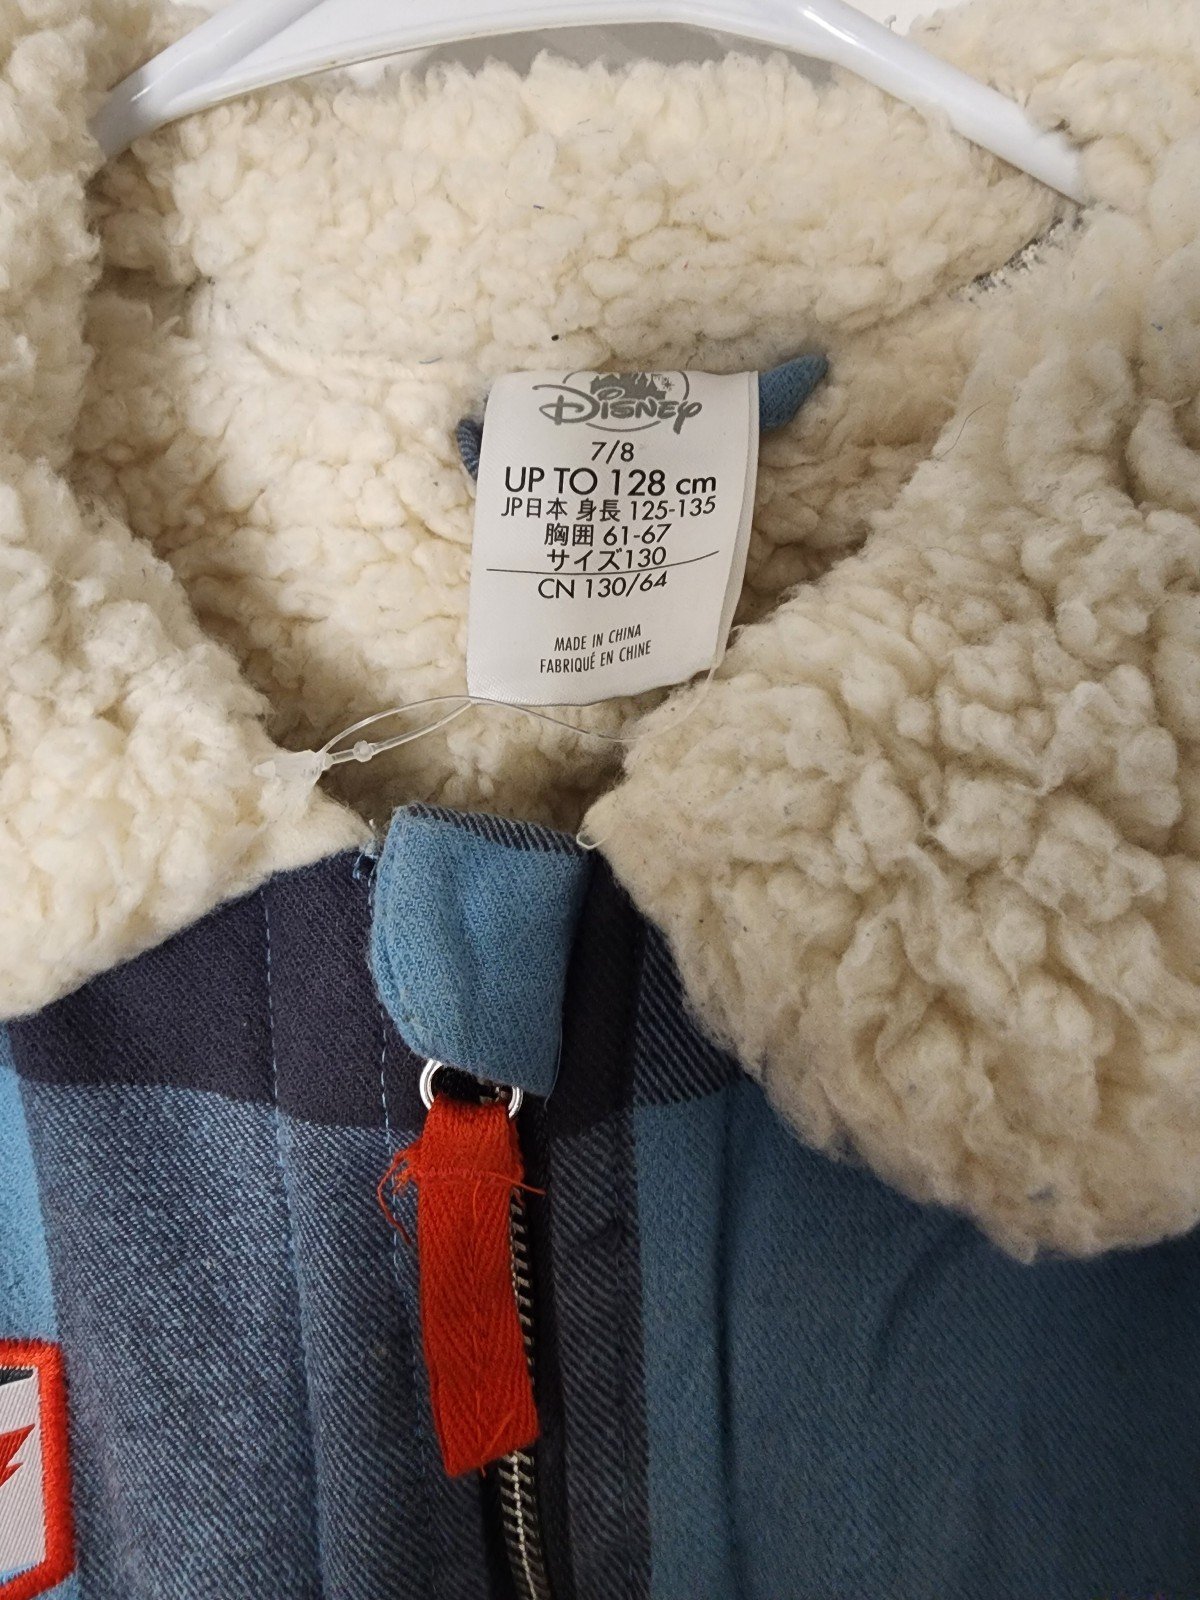 Disney
7/8
UP TO 128 cm
JP日本 身長 125-135
胸囲 61-67
サイズ130
CN 130/64
MADE IN CHINA
FABRIQUÉ EN CHINE